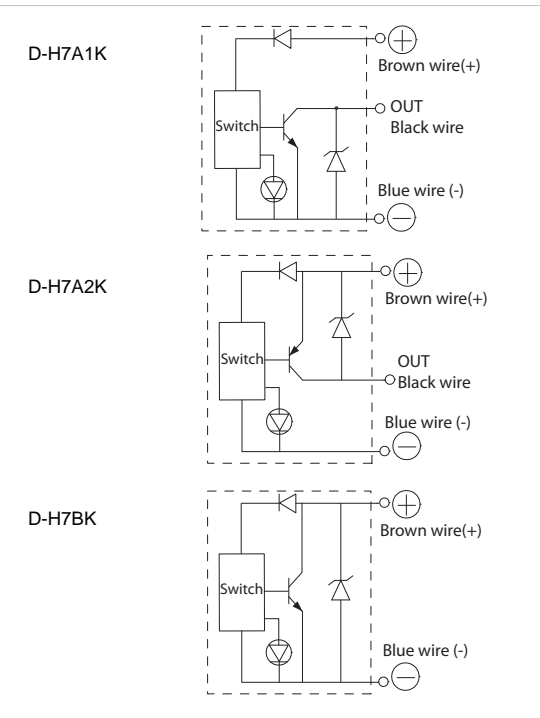 D-H7A1K
Brown wire(+)
Switch
OUT
Black wire
Blue wire (-)
D-H7A2K
Brown wire(+)
Switch
OUT
Black wire
Blue wire (-)
D-H7BK
Brown wire(+)
Switch
Blue wire (-)